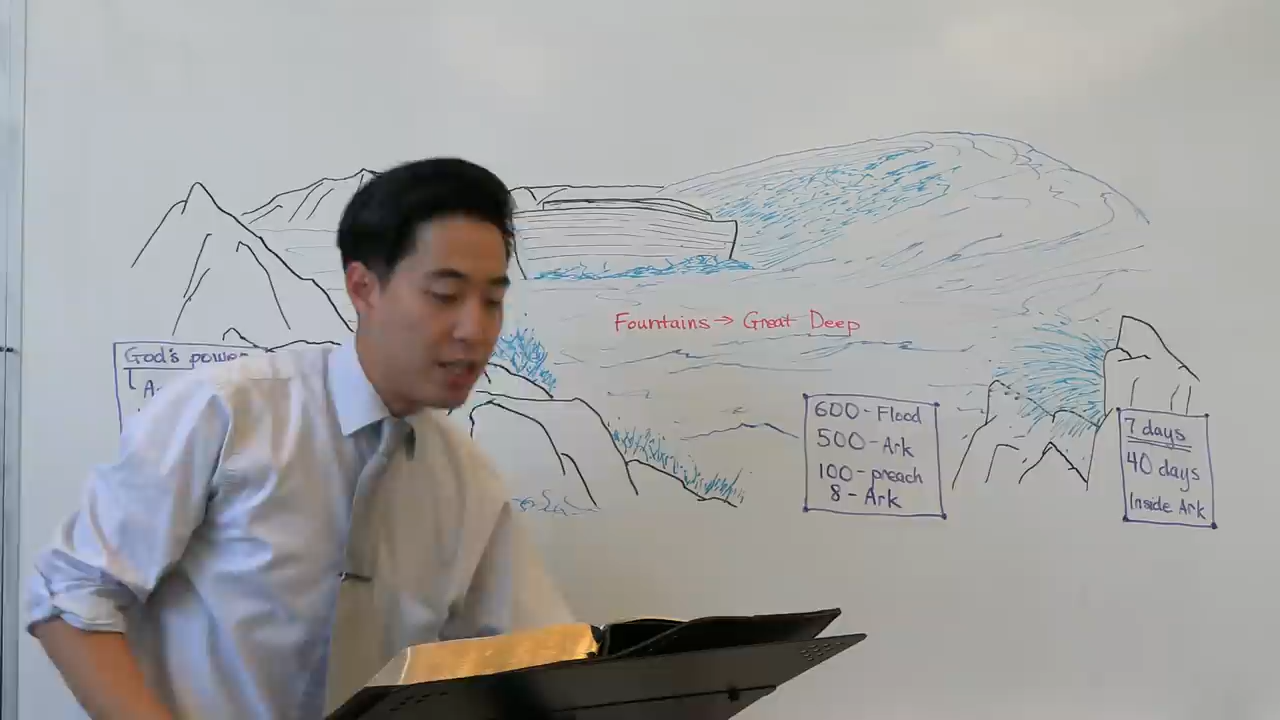 Fountains → Great Deep
God's power
600 - Flood
500 - Ark
100 - preach
8 - Ark
7 days
40 days
Inside Ark